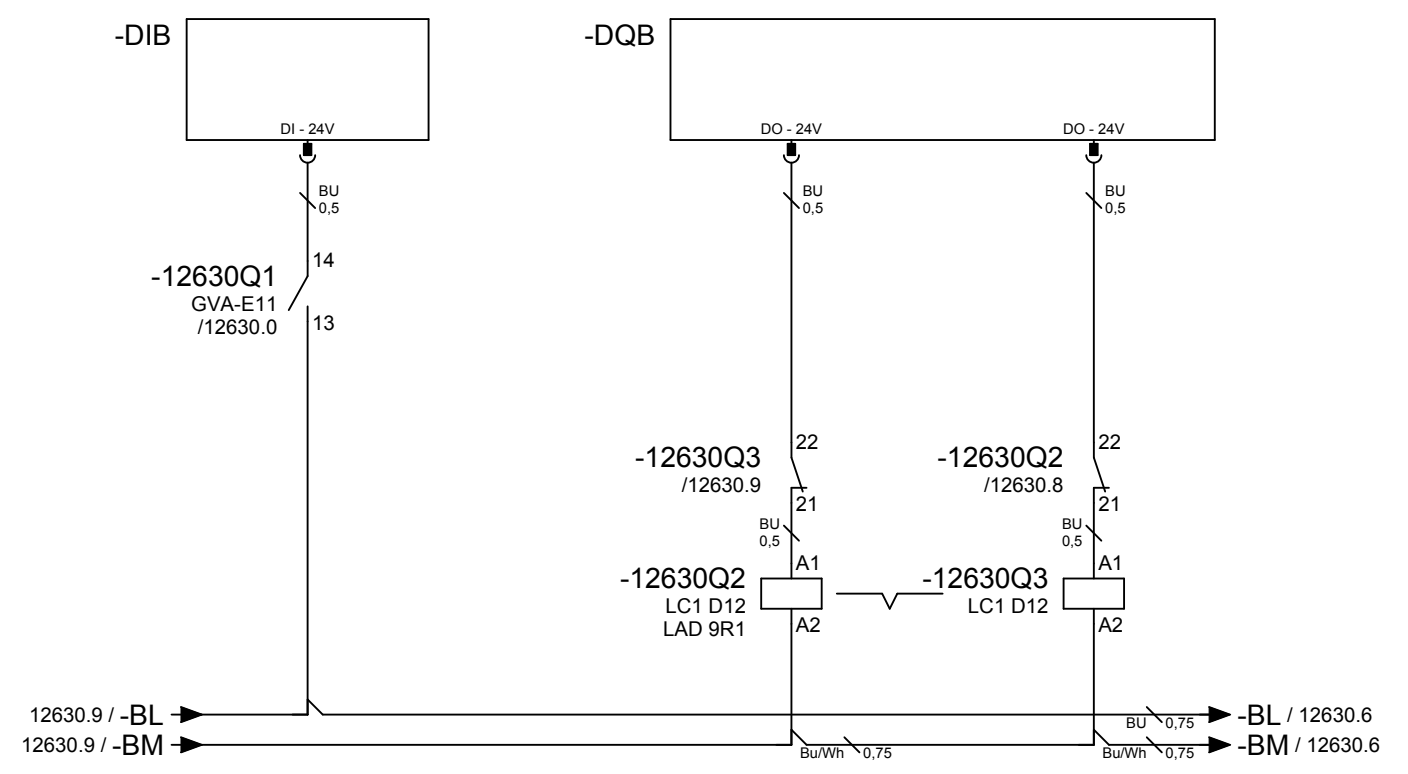 -DIB
-DQB
DI - 24V
DO - 24V
DO - 24V
BU
0,5
BU
0,5
BU
0,5
14
-12630Q1
GVA-E11
/12630.0
13
22
-12630Q3
/12630.9
21
22
-12630Q2
/12630.8
21
BU
0,5
BU
0,5
A1
-12630Q2
LC1 D12
LAD 9R1
A2
A1
-12630Q3
LC1 D12
A2
12630.9 / -BL
BU 0,75
-BL / 12630.6
12630.9 / -BM
Bu/Wh 0,75
Bu/Wh 0,75
-BM / 12630.6